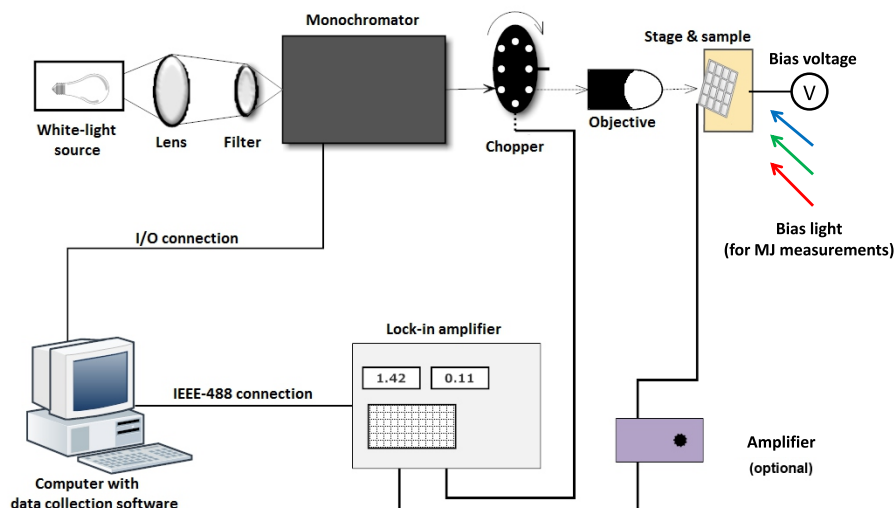 Monochromator
Stage & sample
Bias voltage
V
White-light
source
Lens
Filter
Chopper
Objective
Bias light
(for MJ measurements)
I/O connection
Lock-in amplifier
1.42
0.11
IEEE-488 connection
Amplifier
(optional)
Computer with
data collection software